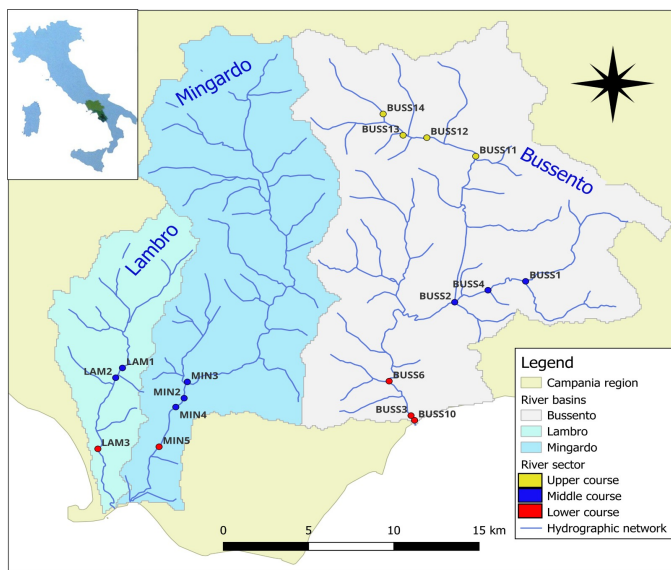 Mingardo
BUSS14
BUSS13
BUSS12
BUSS11
Bussento
Lambro
BUSS4
BUSS1
BUSS2
LAM1
LAM2
MIN3
MIN2
MIN4
BUSS6
BUSS3
BUSS10
LAM3
MIN5
Legend
Campania region
River basins
Bussento
Lambro
Mingardo
River sector
Upper course
Middle course
Lower course
Hydrographic network
0 5 10 15 km